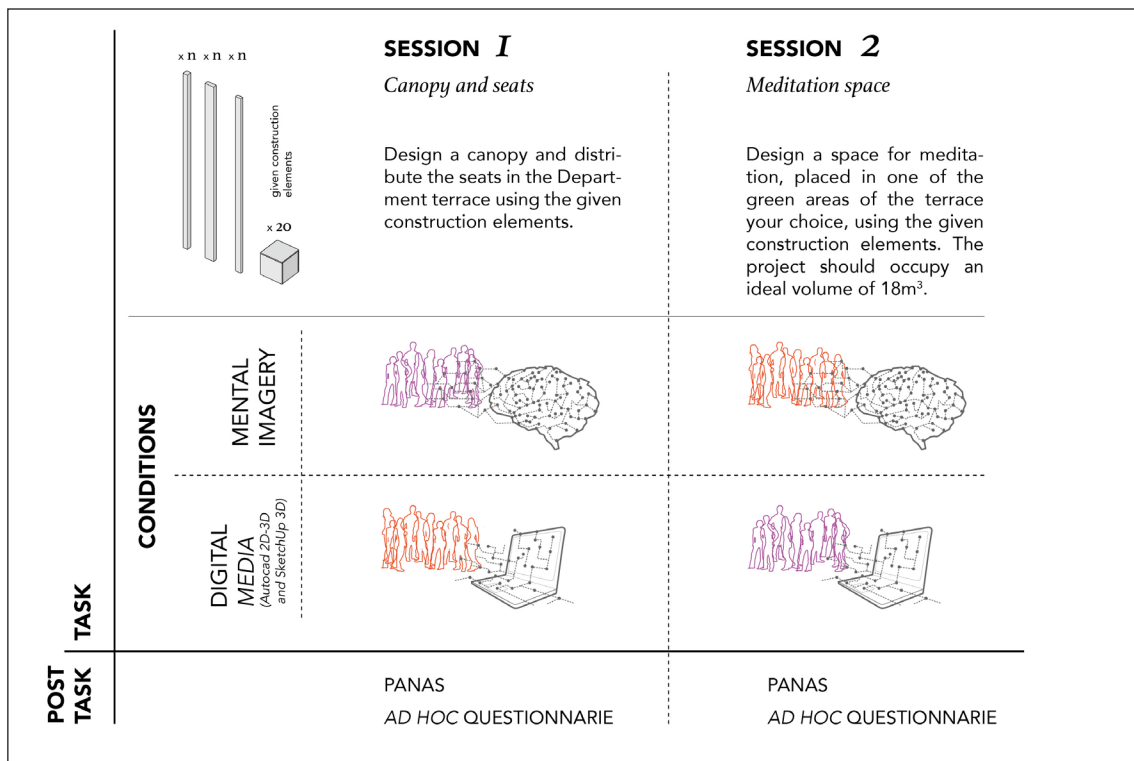 x n x n x n
given construction
elements
x 20
SESSION 1
Canopy and seats
Design a canopy and distri-
bute the seats in the Depart-
ment terrace using the given
construction elements.
SESSION 2
Meditation space
Design a space for medita-
tion, placed in one of the
green areas of the terrace
your choice, using the given
construction elements. The
project should occupy an
ideal volume of 18m³.
TASK
CONDITIONS
MENTAL
IMAGERY
DIGITAL
MEDIA
(Autocad 2D-3D
and SketchUp 3D)
POST
TASK
PANAS
AD HOC QUESTIONNARIE
PANAS
AD HOC QUESTIONNARIE